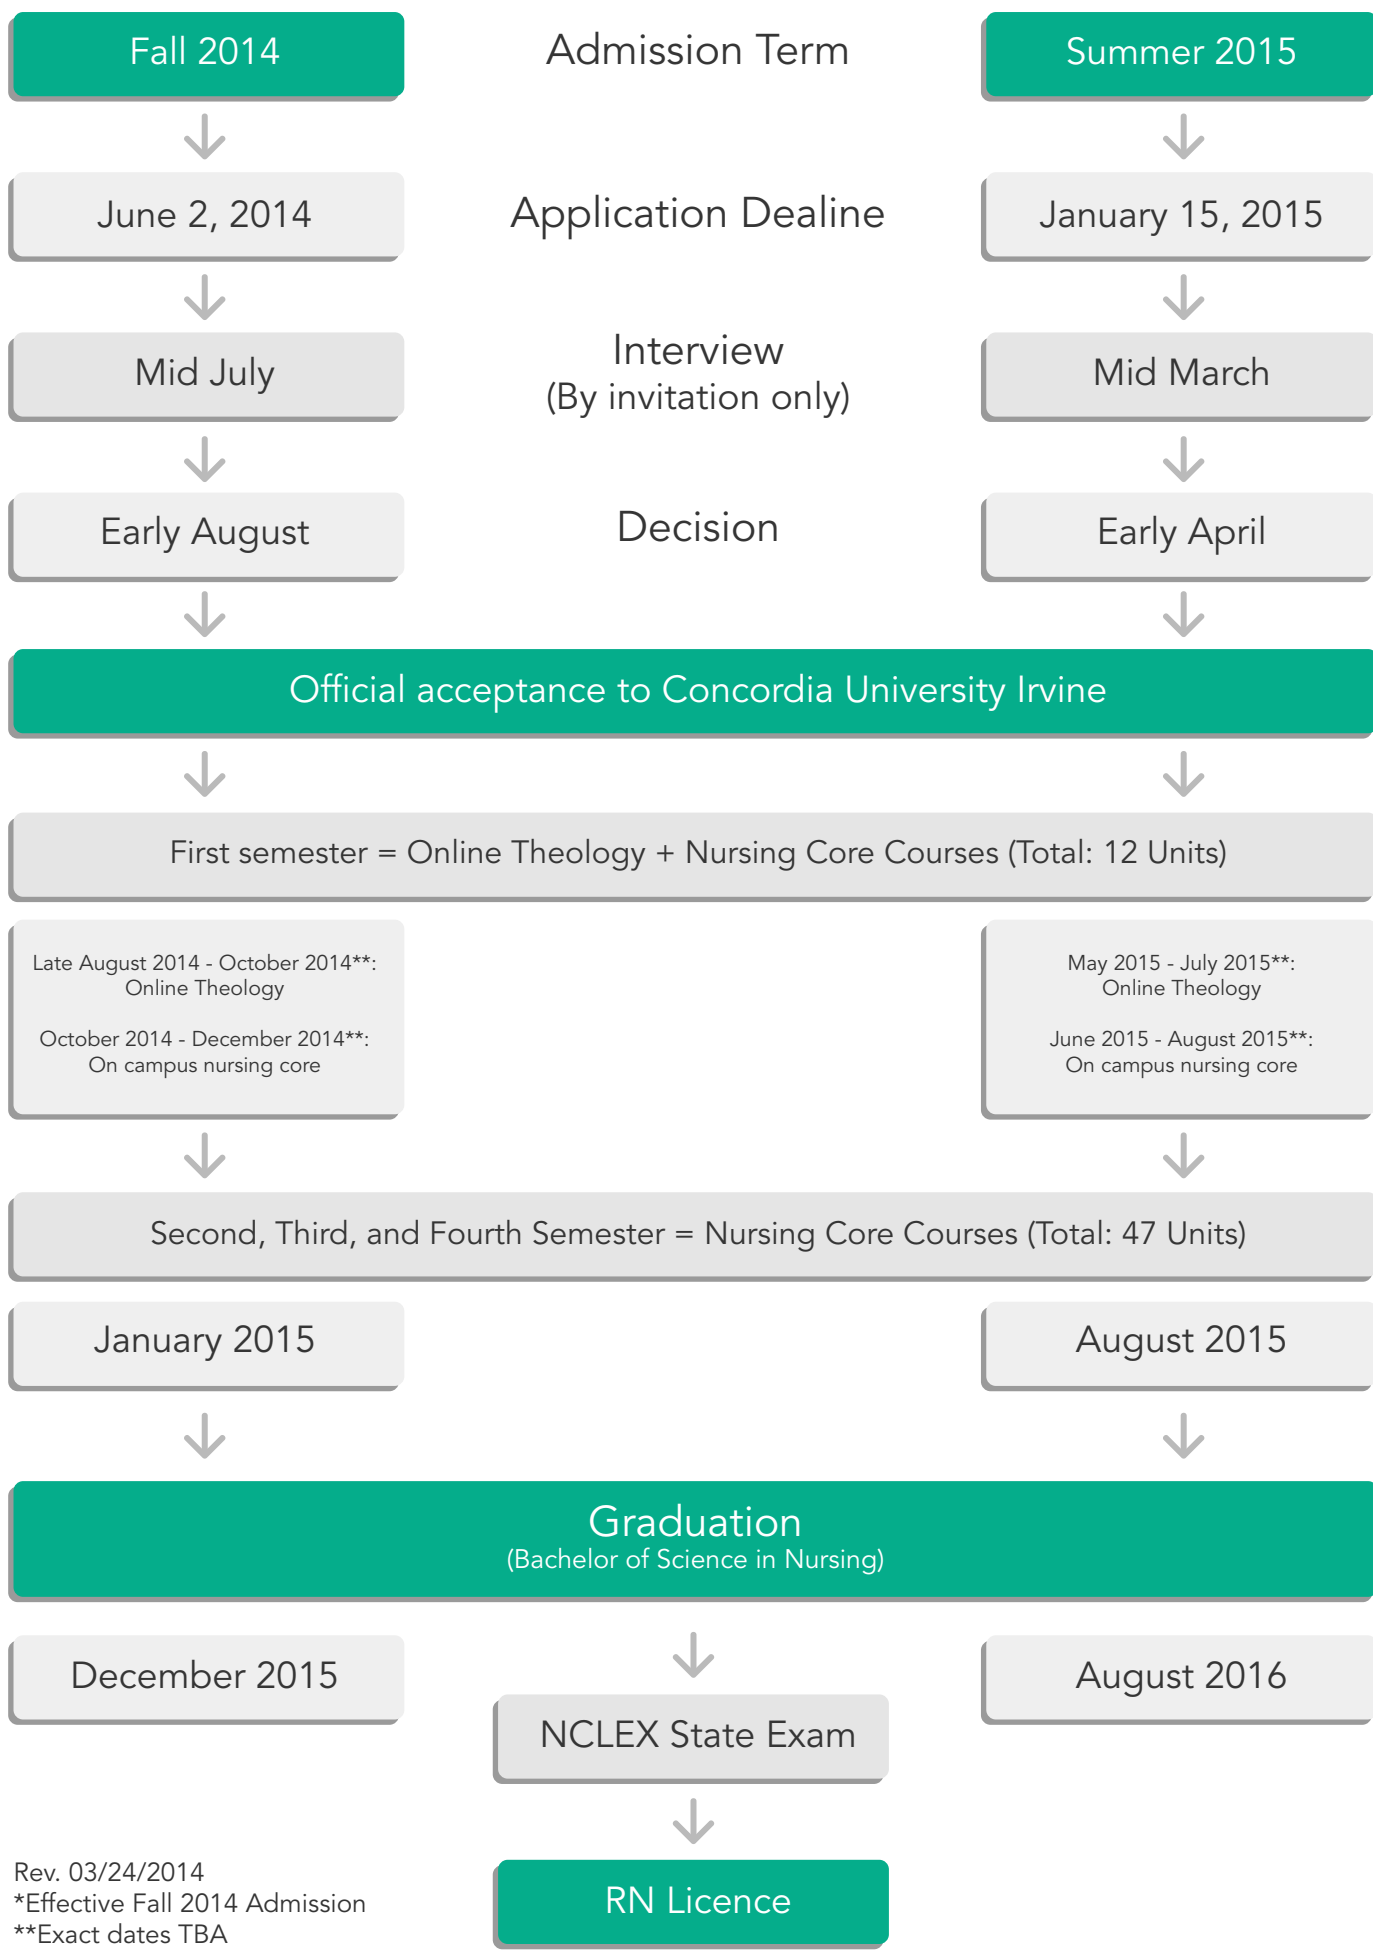 Fall 2014
Admission Term
Summer 2015
June 2, 2014
Application Dealine
January 15, 2015
Mid July
Interview
(By invitation only)
Mid March
Early August
Decision
Early April
Official acceptance to Concordia University Irvine
First semester = Online Theology + Nursing Core Courses (Total: 12 Units)
Late August 2014 - October 2014**:
Online Theology
October 2014 - December 2014**:
On campus nursing core
May 2015 - July 2015**:
Online Theology
June 2015 - August 2015**:
On campus nursing core
Second, Third, and Fourth Semester = Nursing Core Courses (Total: 47 Units)
January 2015
August 2015
Graduation
(Bachelor of Science in Nursing)
December 2015
August 2016
NCLEX State Exam
RN Licence
Rev. 03/24/2014
*Effective Fall 2014 Admission
**Exact dates TBA